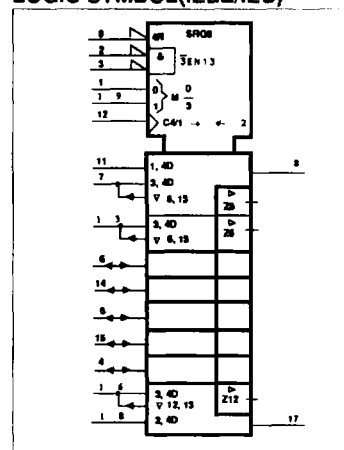 LOGIC SYMBOL(IEEE/IEC)
9 4R SRG8
2 &
3 3EN13
1 0 M 0
1 9 1 3
12 C4/1 → ← 2
11 1, 4D 8
7 3, 4D
▽ 5, 13 Z5
1 3 3, 4D
▽ 6, 13 Z6
6
14
5
15
4
1 6 3, 4D
▽ 12, 13 Z12
1 8 2, 4D 17